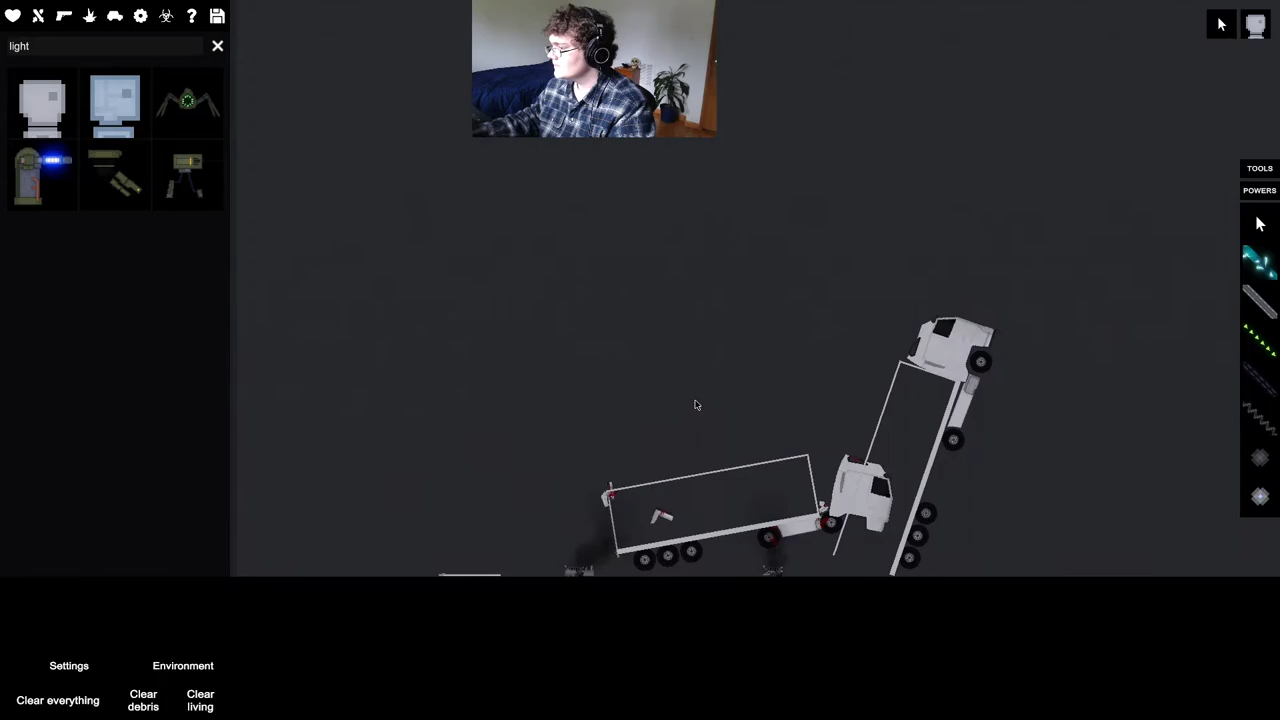 light
TOOLS
POWERS
Settings
Environment
Clear everything
Clear
debris
Clear
living